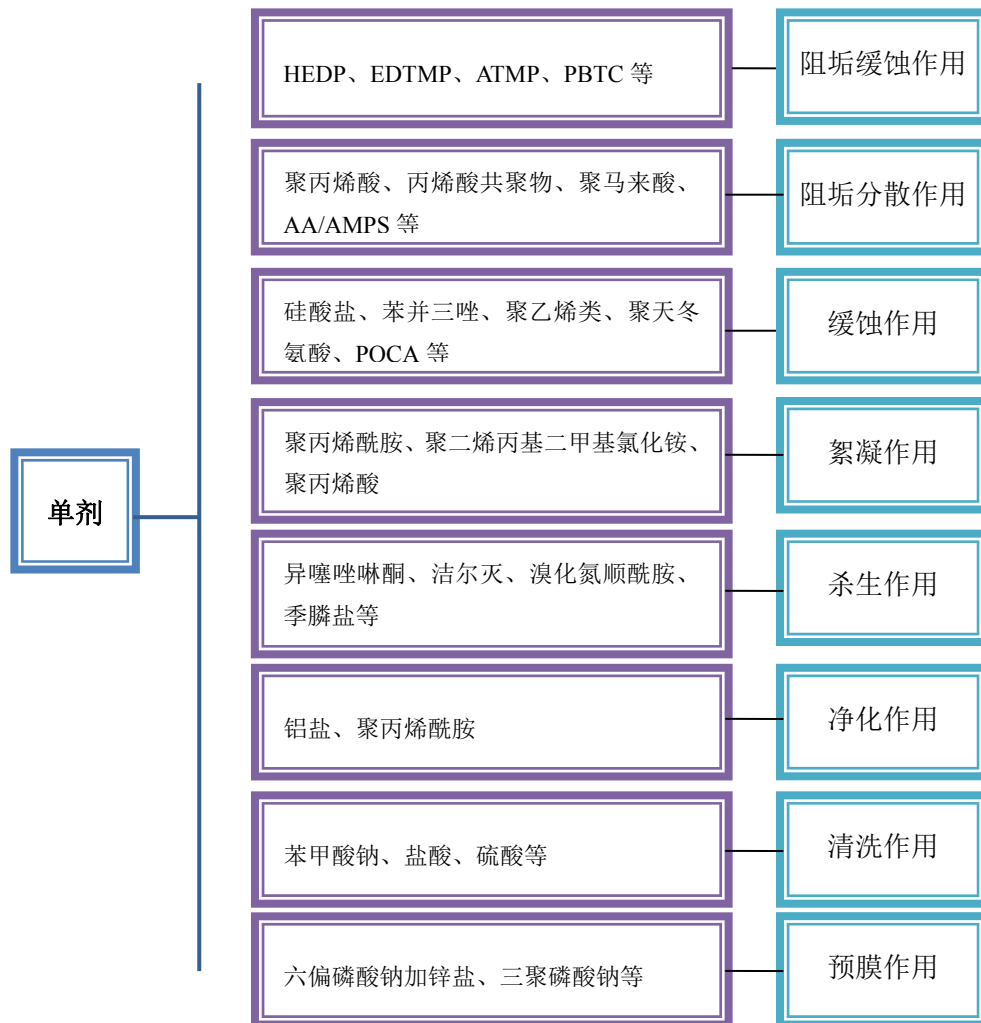 HEDP、EDTMP、ATMP、PBTC 等
阻垢缓蚀作用
聚丙烯酸、丙烯酸共聚物、聚马来酸、
AA/AMPS 等
阻垢分散作用
硅酸盐、苯并三唑、聚乙烯类、聚天冬
氨酸、POCA 等
缓蚀作用
聚丙烯酰胺、聚二烯丙基二甲基氯化铵、
聚丙烯酸
絮凝作用
单剂
异噻唑啉酮、洁尔灭、溴化氮顺酰胺、
季膦盐等
杀生作用
铝盐、聚丙烯酰胺
净化作用
苯甲酸钠、盐酸、硫酸等
清洗作用
六偏磷酸钠加锌盐、三聚磷酸钠等
预膜作用